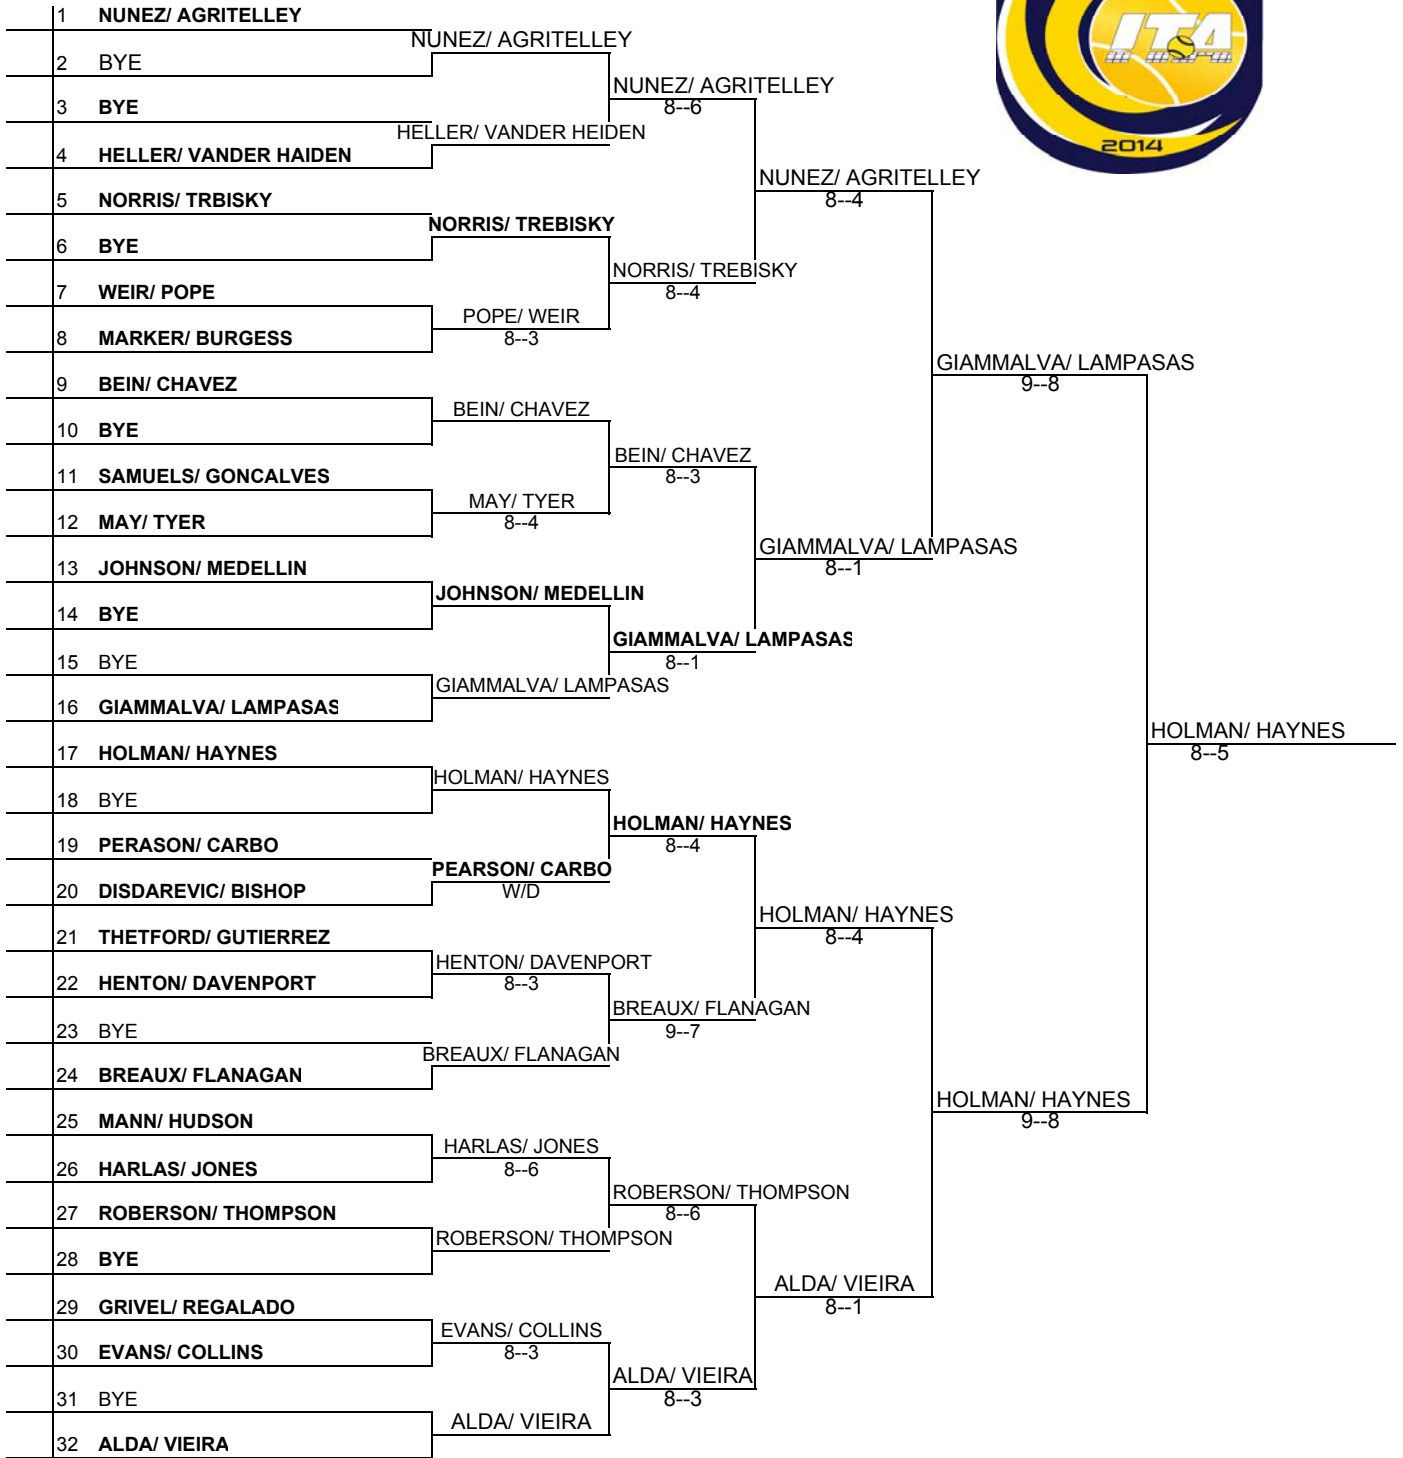 1 NUNEZ/ AGRITELLEY
NUNEZ/ AGRITELLEY
2 BYE
NUNEZ/ AGRITELLEY
8--6
3 BYE
HELLER/ VANDER HEIDEN
4 HELLER/ VANDER HAIDEN
NUNEZ/ AGRITELLEY
8--4
5 NORRIS/ TRBISKY
NORRIS/ TREBISKY
6 BYE
NORRIS/ TREBISKY
8--4
7 WEIR/ POPE
POPE/ WEIR
8--3
8 MARKER/ BURGESS
GIAMMALVA/ LAMPASAS
9--8
9 BEIN/ CHAVEZ
BEIN/ CHAVEZ
10 BYE
BEIN/ CHAVEZ
8--3
11 SAMUELS/ GONCALVES
MAY/ TYER
8--4
12 MAY/ TYER
GIAMMALVA/ LAMPASAS
8--1
13 JOHNSON/ MEDELLIN
JOHNSON/ MEDELLIN
14 BYE
GIAMMALVA/ LAMPASAS
8--1
15 BYE
GIAMMALVA/ LAMPASAS
16 GIAMMALVA/ LAMPASAS
HOLMAN/ HAYNES
8--5
17 HOLMAN/ HAYNES
HOLMAN/ HAYNES
18 BYE
HOLMAN/ HAYNES
8--4
19 PERASON/ CARBO
PEARSON/ CARBO
W/D
20 DISDAREVIC/ BISHOP
HOLMAN/ HAYNES
8--4
21 THETFORD/ GUTIERREZ
HENTON/ DAVENPORT
8--3
22 HENTON/ DAVENPORT
BREAUX/ FLANAGAN
9--7
23 BYE
BREAUX/ FLANAGAN
24 BREAUX/ FLANAGAN
HOLMAN/ HAYNES
9--8
25 MANN/ HUDSON
HARLAS/ JONES
8--6
26 HARLAS/ JONES
ROBERSON/ THOMPSON
8--6
27 ROBERSON/ THOMPSON
ROBERSON/ THOMPSON
28 BYE
ALDA/ VIEIRA
8--1
29 GRIVEL/ REGALADO
EVANS/ COLLINS
8--3
30 EVANS/ COLLINS
ALDA/ VIEIRA
8--3
31 BYE
ALDA/ VIEIRA
32 ALDA/ VIEIRA
ITA
2014